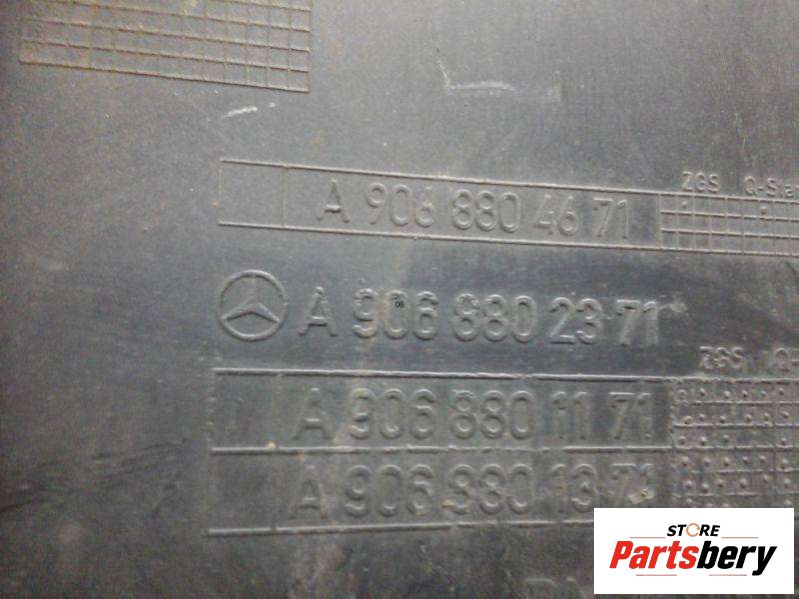 ZGS Q-Stan
A 906 880 46 71
A 906 880 23 71
ZGS Q-
A 906 880 11 71
A 906 880 13 71
STORE
Partsbery